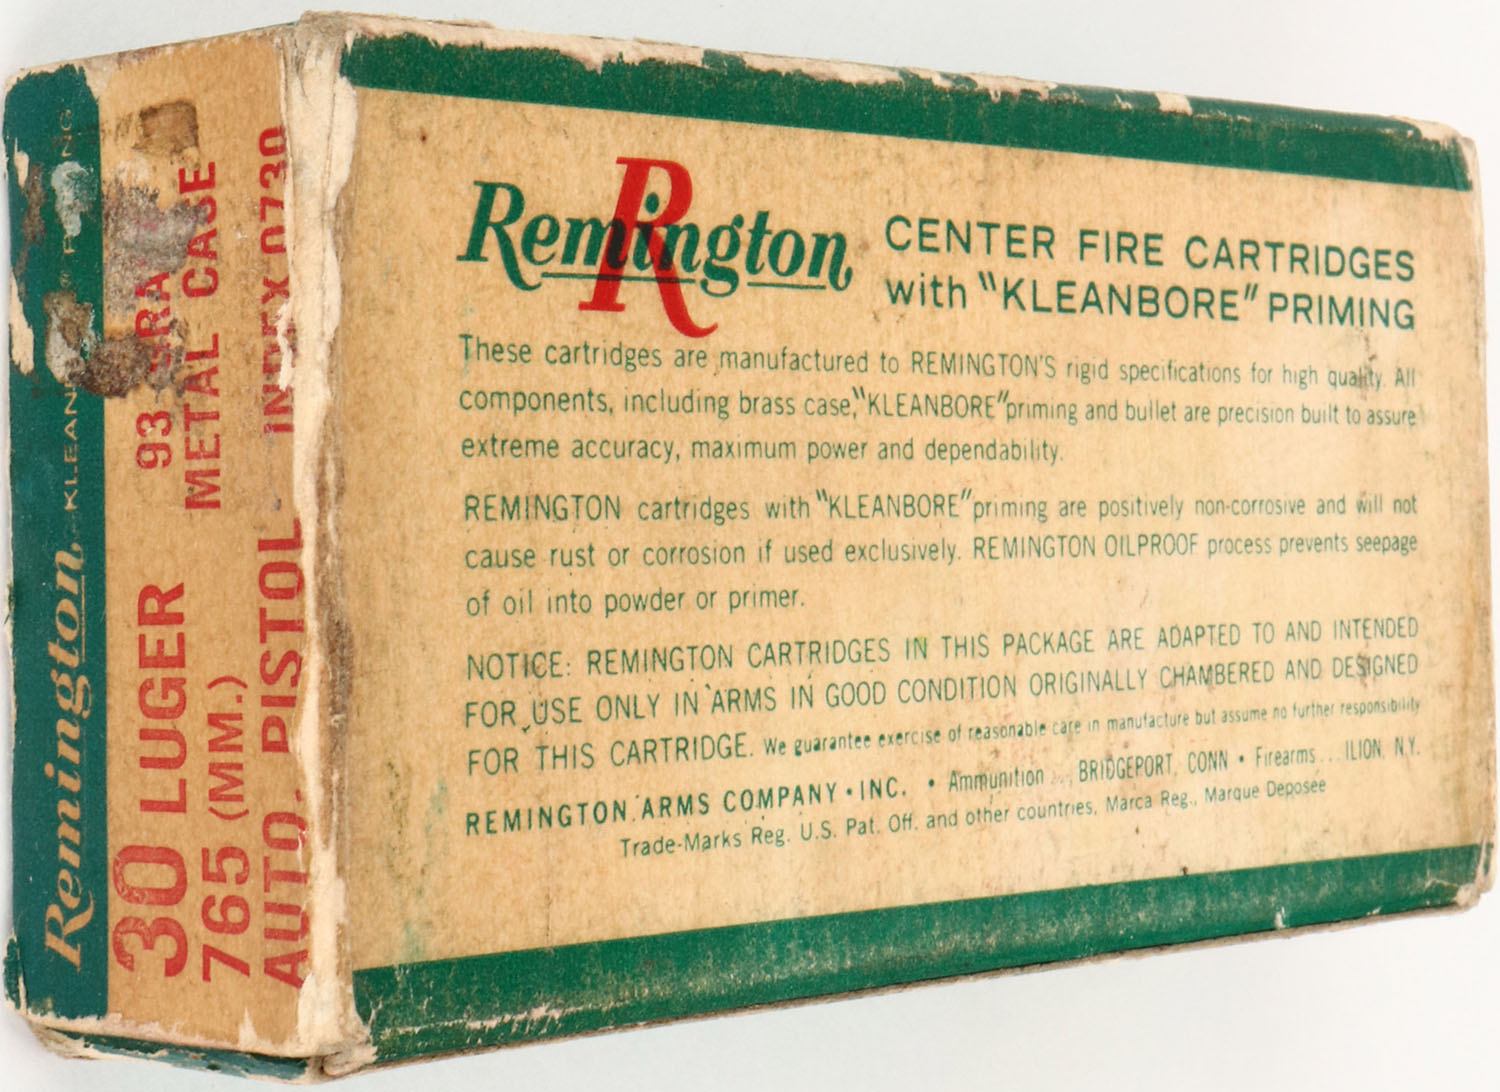 Remington KLEAN NG
30 LUGER 93 GRA
765 (MM.) METAL CASE
AUTO. PISTOL INDEX 0730
R
Remington
CENTER FIRE CARTRIDGES
with "KLEANBORE" PRIMING
These cartridges are manufactured to REMINGTON'S rigid specifications for high quality. All
components, including brass case, "KLEANBORE" priming and bullet are precision built to assure
extreme accuracy, maximum power and dependability.
REMINGTON cartridges with "KLEANBORE" priming are positively non-corrosive and will not
cause rust or corrosion if used exclusively. REMINGTON OILPROOF process prevents seepage
of oil into powder or primer.
NOTICE: REMINGTON CARTRIDGES IN THIS PACKAGE ARE ADAPTED TO AND INTENDED
FOR USE ONLY IN ARMS IN GOOD CONDITION ORIGINALLY CHAMBERED AND DESIGNED
FOR THIS CARTRIDGE. We guarantee exercise of reasonable care in manufacture but assume no further responsibility
REMINGTON ARMS COMPANY • INC. • Ammunition ... BRIDGEPORT, CONN • Firearms ... ILION, N.Y.
Trade-Marks Reg. U.S. Pat. Off. and other countries, Marca Reg., Marque Deposée